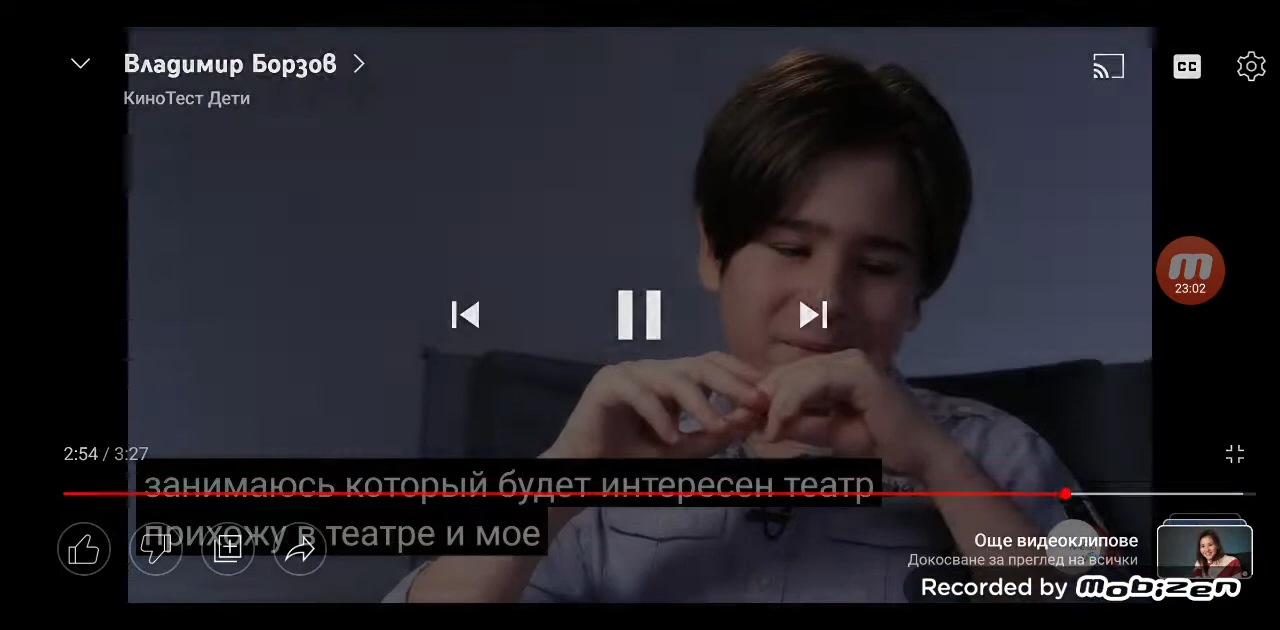 Владимир Борзов
КиноТест Дети
CC
23:02
2:54 / 3:27
занимаюсь который будет интересен театр
прихожу в театре и мое
Още видеоклипове
Докосване за преглед на всички
Recorded by mobizen